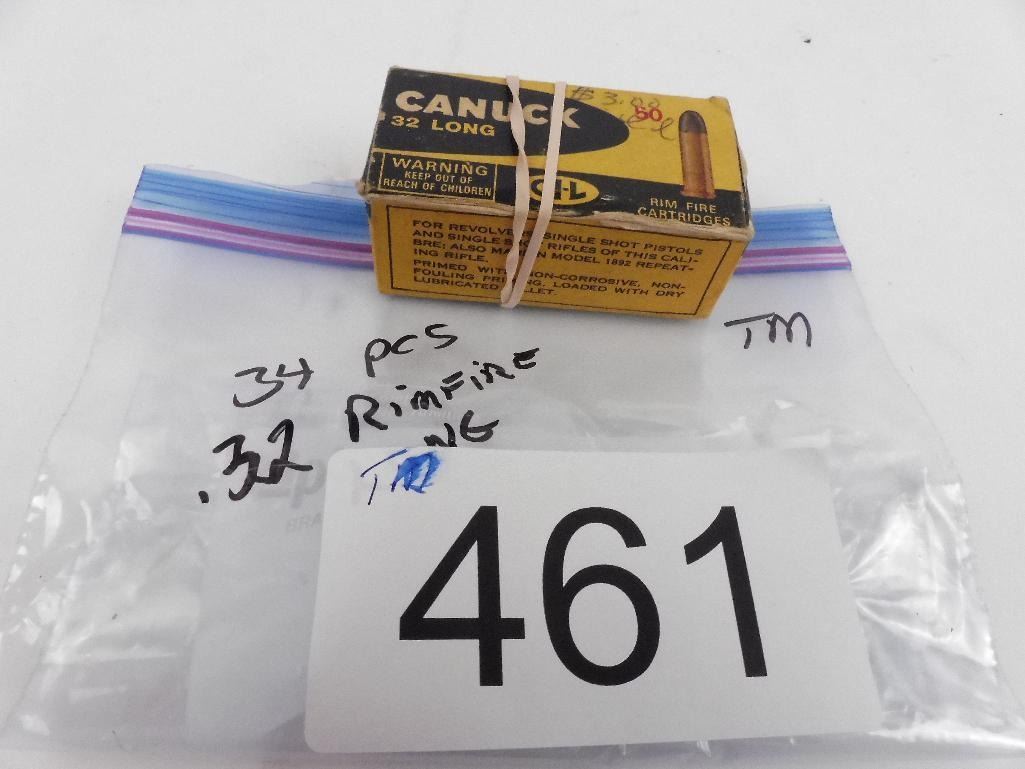 CANUCK
32 LONG
$3.00
50
WARNING
KEEP OUT OF
REACH OF CHILDREN
C-I-L
RIM FIRE
CARTRIDGES
FOR REVOLVERS, SINGLE SHOT PISTOLS
AND SINGLE SHOT RIFLES OF THIS CALI-
BRE: ALSO MARLIN MODEL 1892 REPEAT-
ING RIFLE.
PRIMED WITH NON-CORROSIVE, NON-
FOULING PRIMING, LOADED WITH DRY
LUBRICATED BULLET.
TM
34 pcs
.32 RimFiRE
TM
461